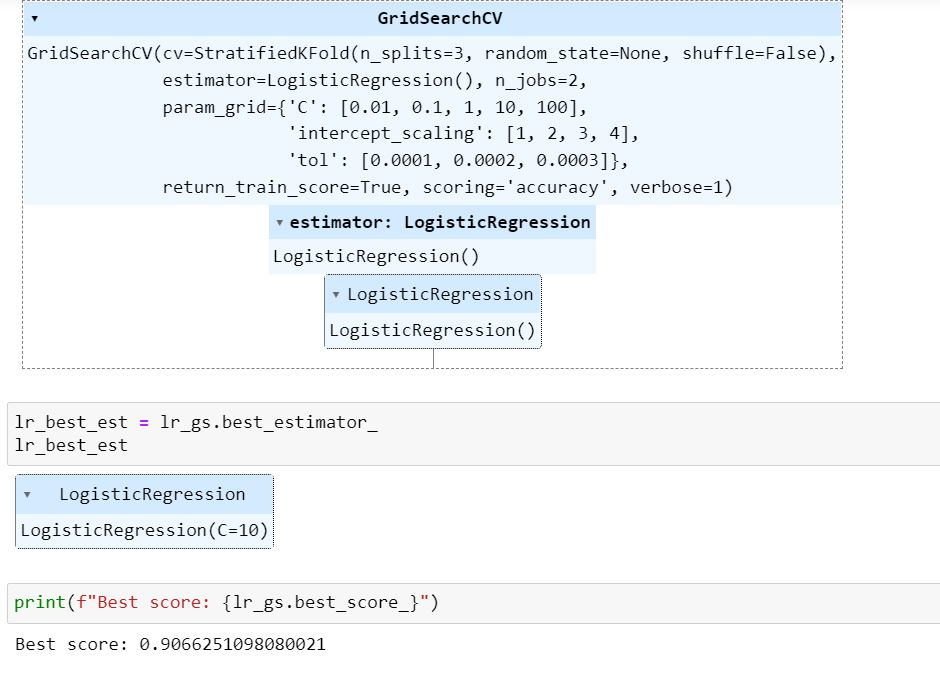 GridSearchCV
GridSearchCV(cv=StratifiedKFold(n_splits=3, random_state=None, shuffle=False),
estimator=LogisticRegression(), n_jobs=2,
param_grid={'C': [0.01, 0.1, 1, 10, 100],
'intercept_scaling': [1, 2, 3, 4],
'tol': [0.0001, 0.0002, 0.0003]},
return_train_score=True, scoring='accuracy', verbose=1)
estimator: LogisticRegression
LogisticRegression()
LogisticRegression
LogisticRegression()
lr_best_est = lr_gs.best_estimator_
lr_best_est
LogisticRegression
LogisticRegression(C=10)
print(f"Best score: {lr_gs.best_score_}")
Best score: 0.9066251098080021